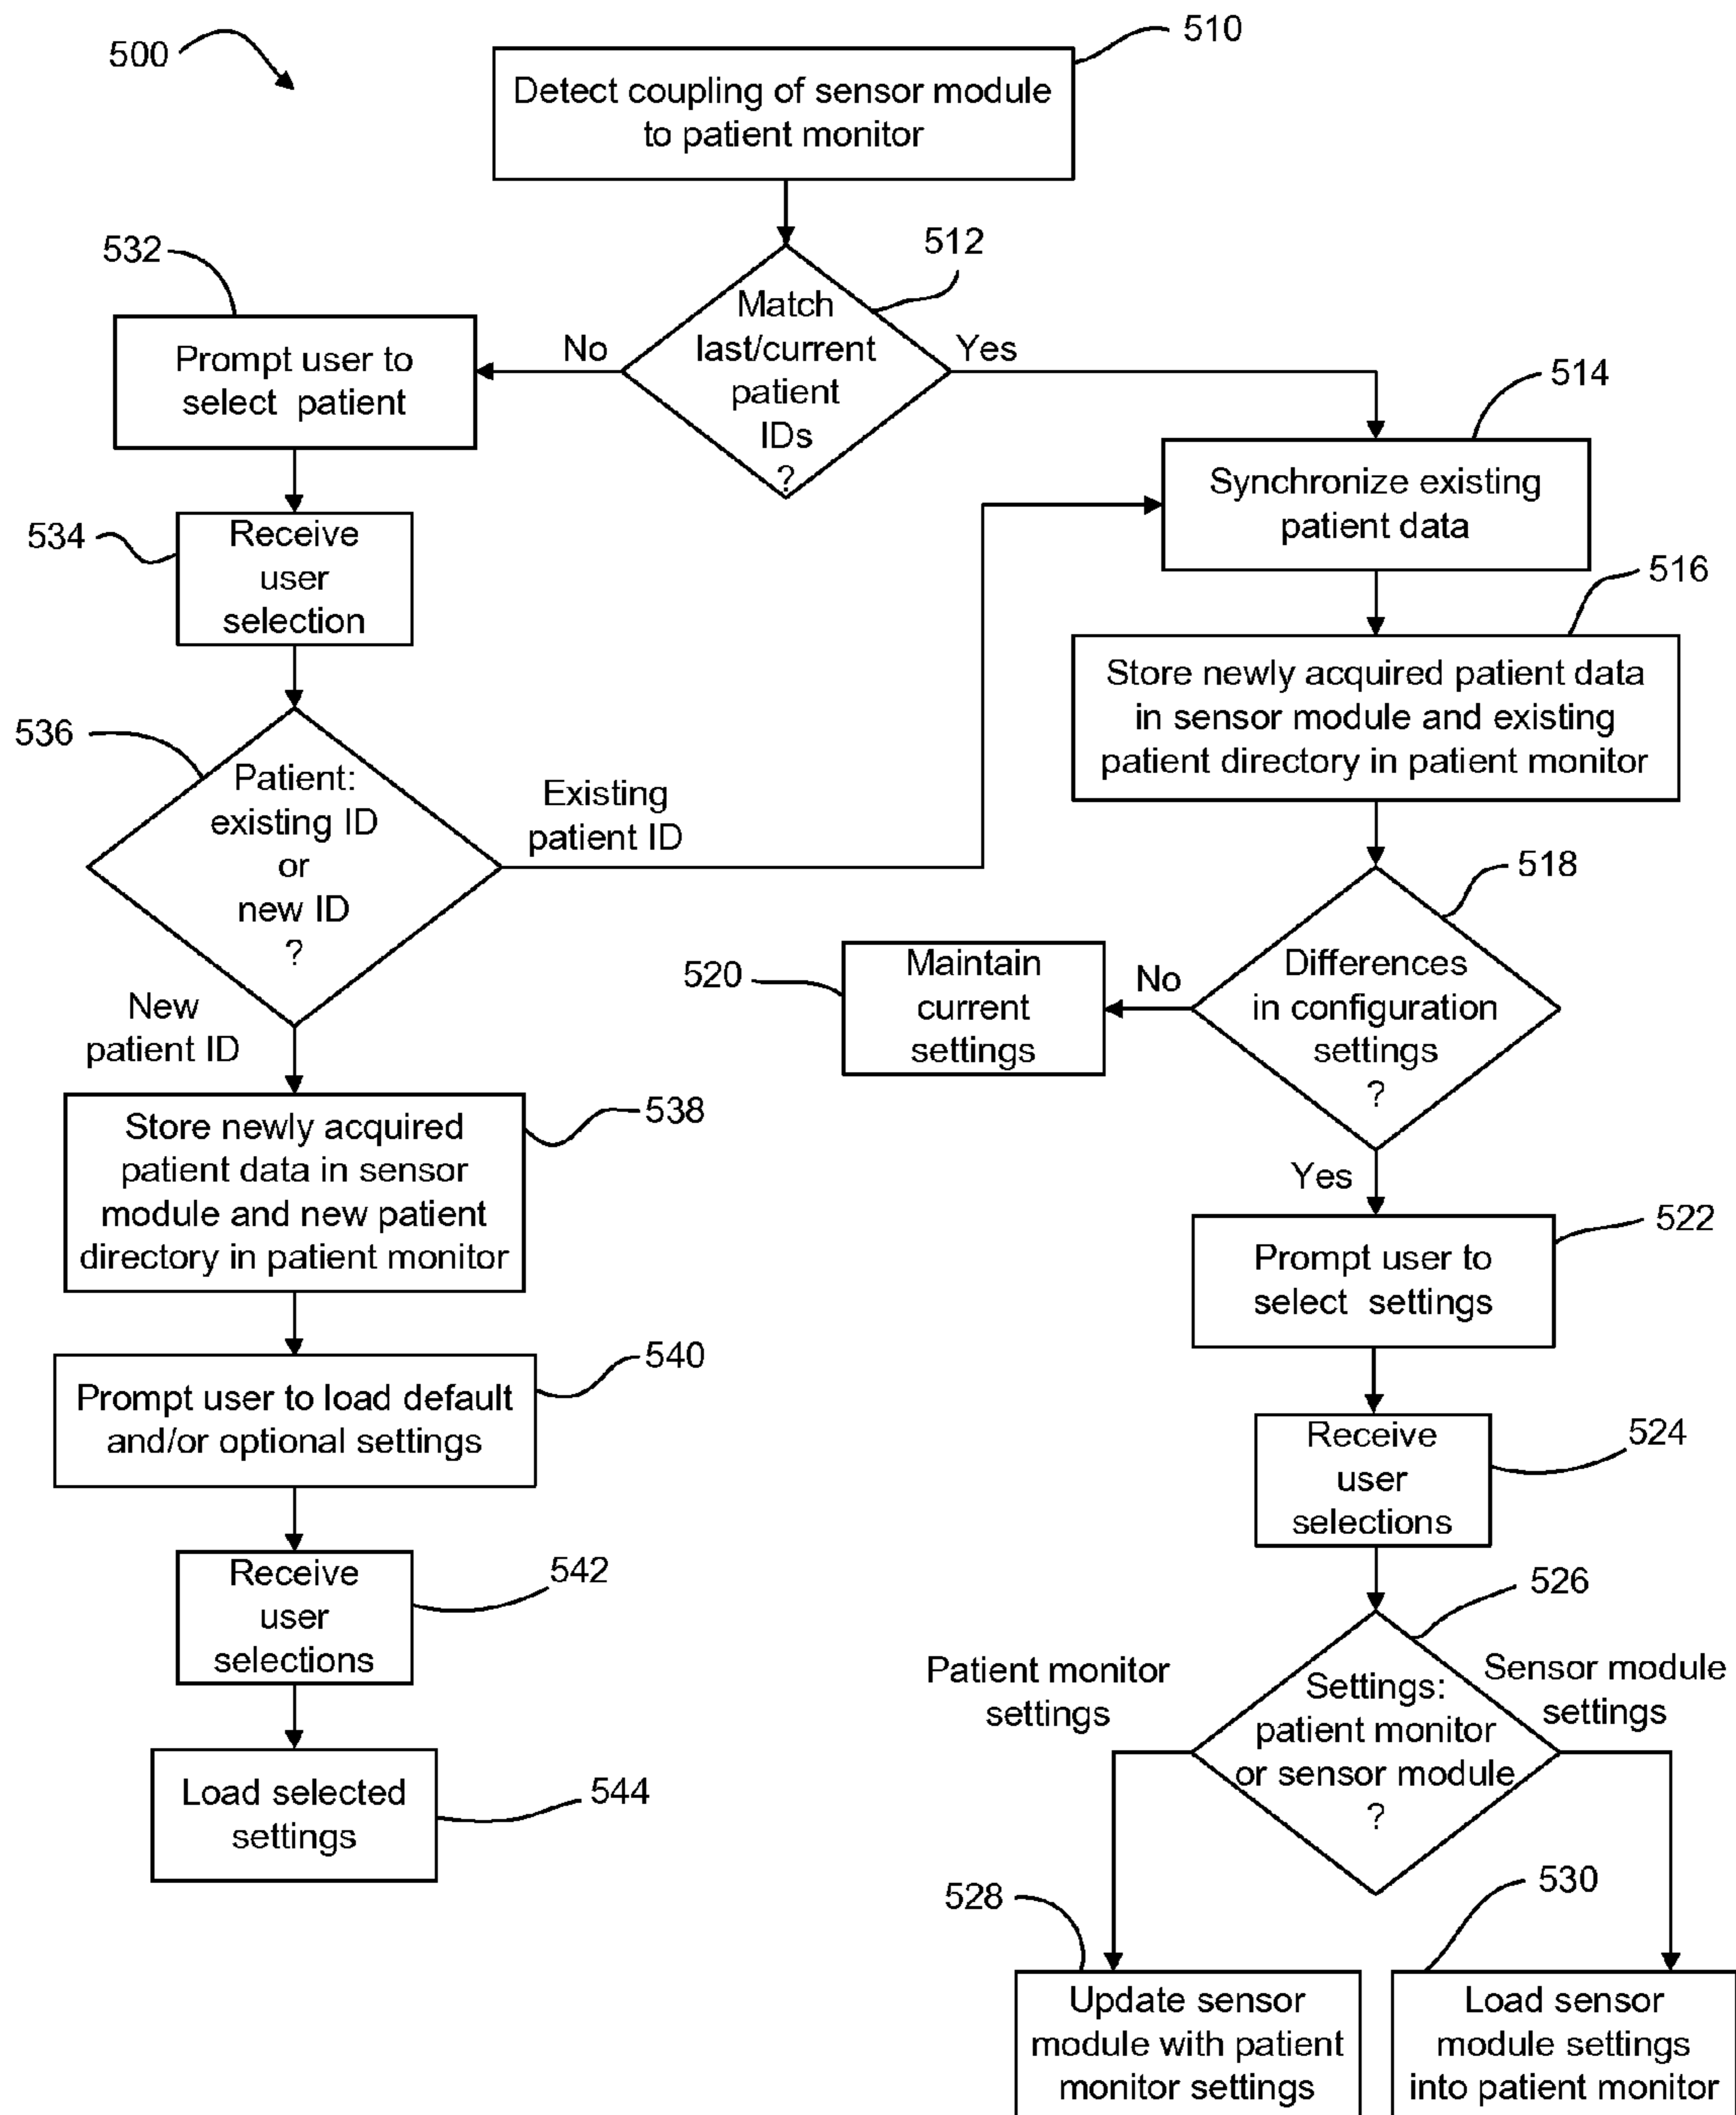 500
510
Detect coupling of sensor module
to patient monitor
512
Match
last/current
patient
IDs
?
No
Yes
532
Prompt user to
select patient
534
Receive
user
selection
536
Patient:
existing ID
or
new ID
?
Existing
patient ID
New
patient ID
538
Store newly acquired
patient data in sensor
module and new patient
directory in patient monitor
540
Prompt user to load default
and/or optional settings
542
Receive
user
selections
544
Load selected
settings
514
Synchronize existing
patient data
516
Store newly acquired patient data
in sensor module and existing
patient directory in patient monitor
518
Differences
in configuration
settings
?
No
520
Maintain
current
settings
Yes
522
Prompt user to
select settings
524
Receive
user
selections
526
Settings:
patient monitor
or sensor module
?
Patient monitor
settings
Sensor module
settings
528
Update sensor
module with patient
monitor settings
530
Load sensor
module settings
into patient monitor